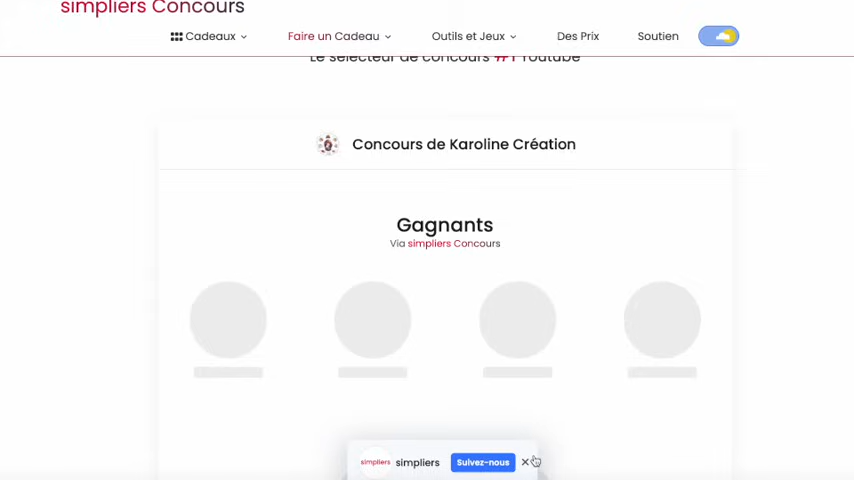 simpliers Concours
Cadeaux
Faire un Cadeau
Outils et Jeux
Des Prix
Soutien
Le sélecteur de concours #1 Youtube
Concours de Karoline Création
Gagnants
Via simpliers Concours
simpliers simpliers Suivez-nous